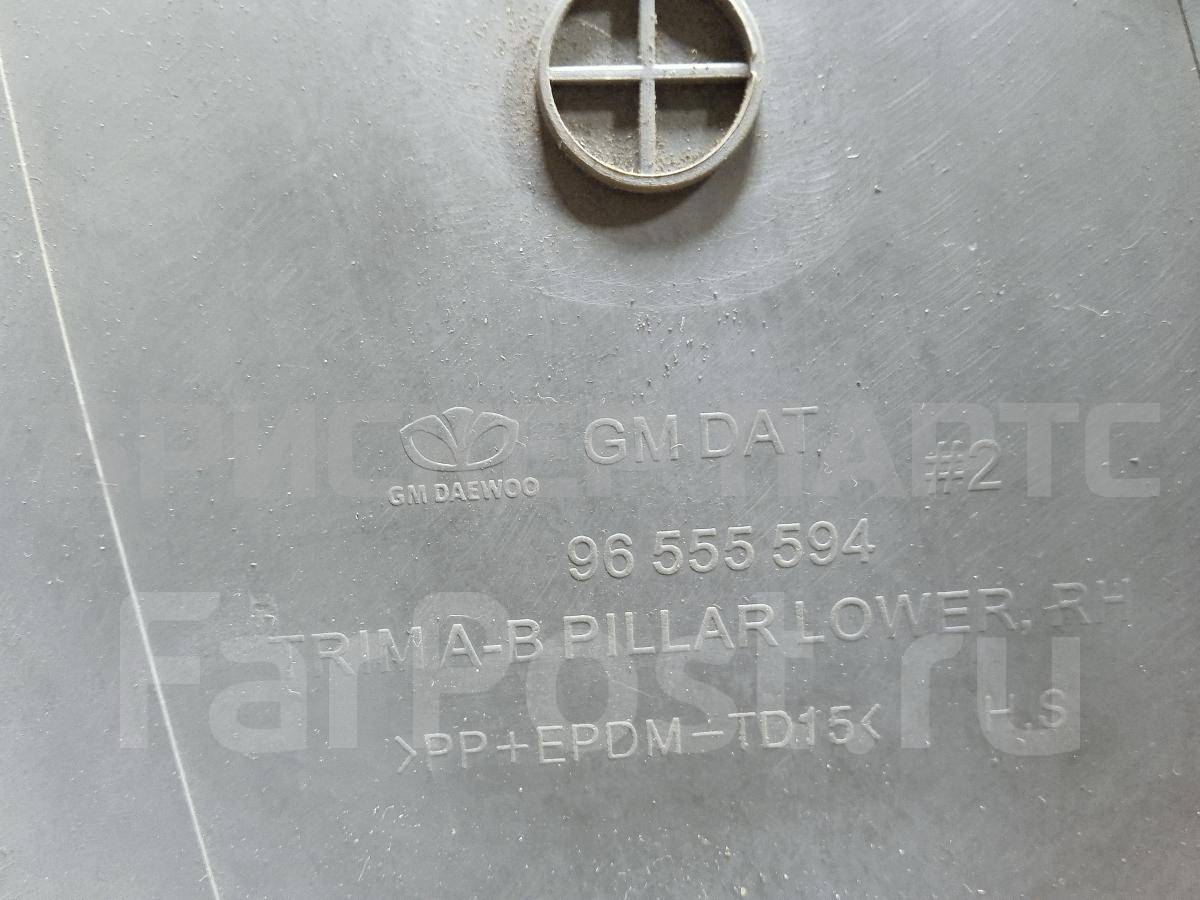 GM DAT
#2
GM DAEWOO
96 555 594
TRIM A-B PILLAR LOWER, RH
>PP+EPDM-TD15<
H.S
FarPost.ru